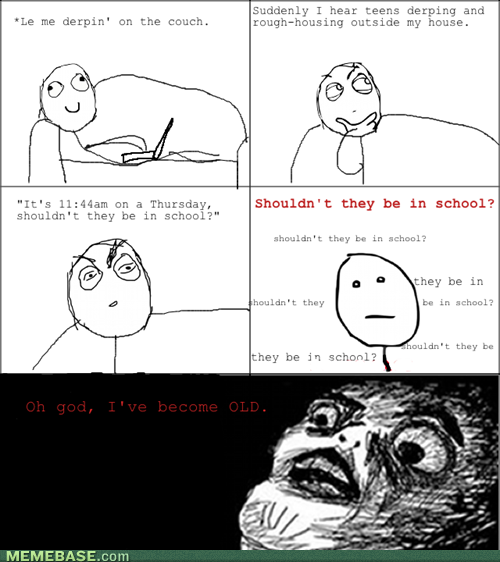 *Le me derpin' on the couch.
Suddenly I hear teens derping and
rough-housing outside my house.
"It's 11:44am on a Thursday,
shouldn't they be in school?"
Shouldn't they be in school?
shouldn't they be in school?
they be in
shouldn't they
be in school?
shouldn't they be
they be in school?
Oh god, I've become OLD.
MEMEBASE.com